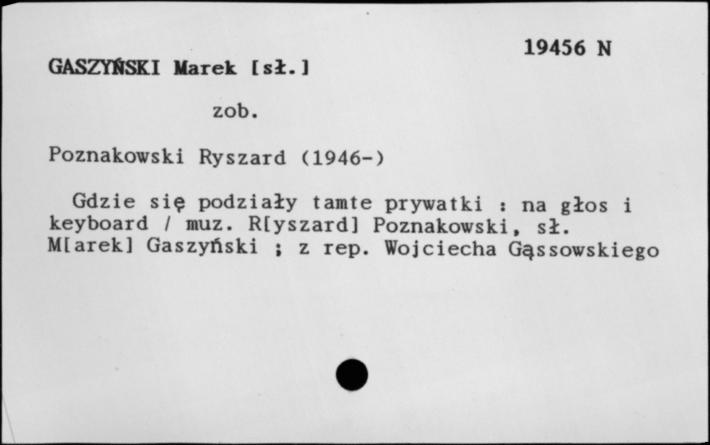 19456 N
GASZYŃSKI Marek [sł.]
zob.
Poznakowski Ryszard (1946-)
Gdzie się podziały tamte prywatki : na głos i
keyboard / muz. R[yszard] Poznakowski, sł.
M[arek] Gaszyński ; z rep. Wojciecha Gąssowskiego